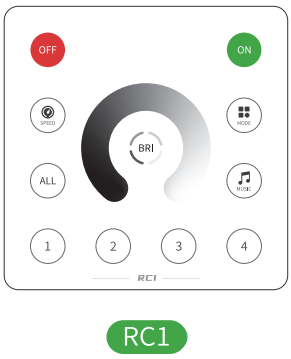 OFF
ON
SPEED
MODE
BRI
ALL
MUSIC
1
2
3
4
RC1
RC1